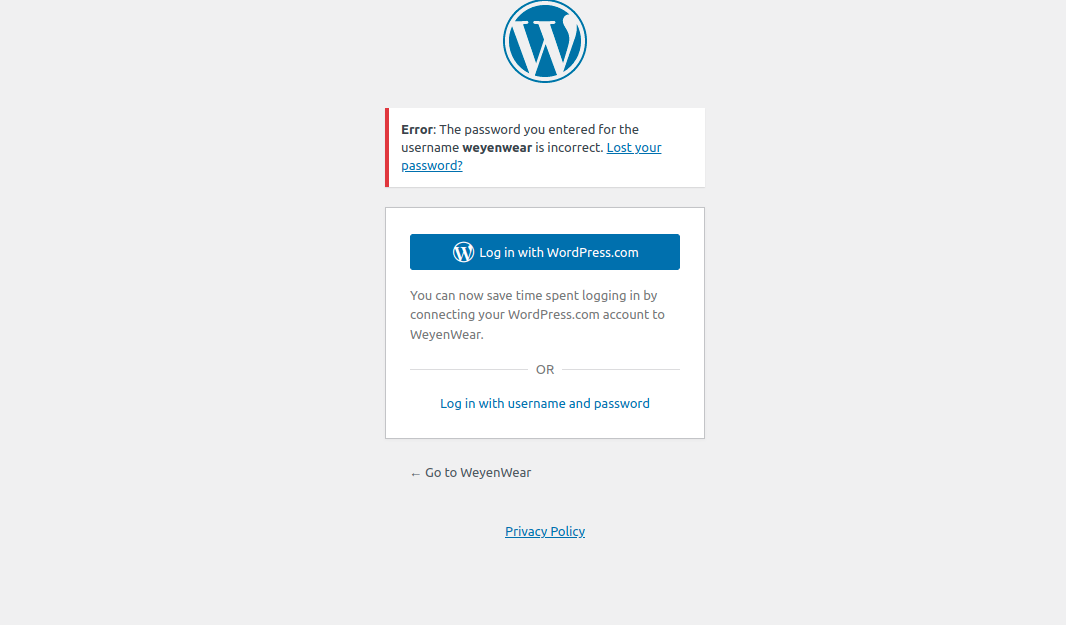 Error: The password you entered for the
username weyenwear is incorrect. Lost your
password?
Log in with WordPress.com
You can now save time spent logging in by
connecting your WordPress.com account to
WeyenWear.
OR
Log in with username and password
← Go to WeyenWear
Privacy Policy